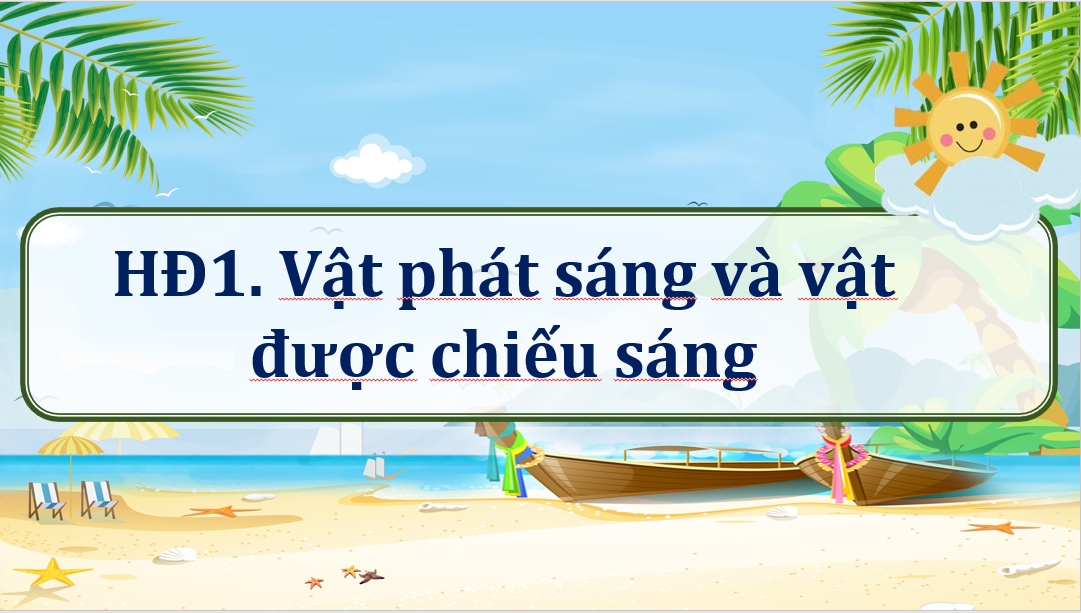 HĐ1. Vật phát sáng và vật
được chiếu sáng